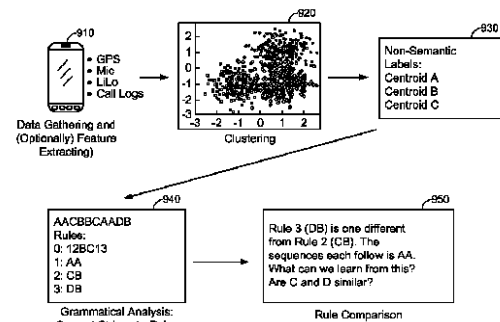 910
• GPS
• Mic
• LiLo
• Call Logs
Data Gathering and
(Optionally) Feature
Extracting)
920
2
1
0
-1
-2
-3
-3 -2 -1 0 1 2
Clustering
930
Non-Semantic
Labels:
Centroid A
Centroid B
Centroid C
940
AACBBCAADB
Rules:
0: 12BC13
1: AA
2: CB
3: DB
Grammatical Analysis:
950
Rule 3 (DB) is one different
from Rule 2 (CB). The
sequences each follow is AA.
What can we learn from this?
Are C and D similar?
Rule Comparison